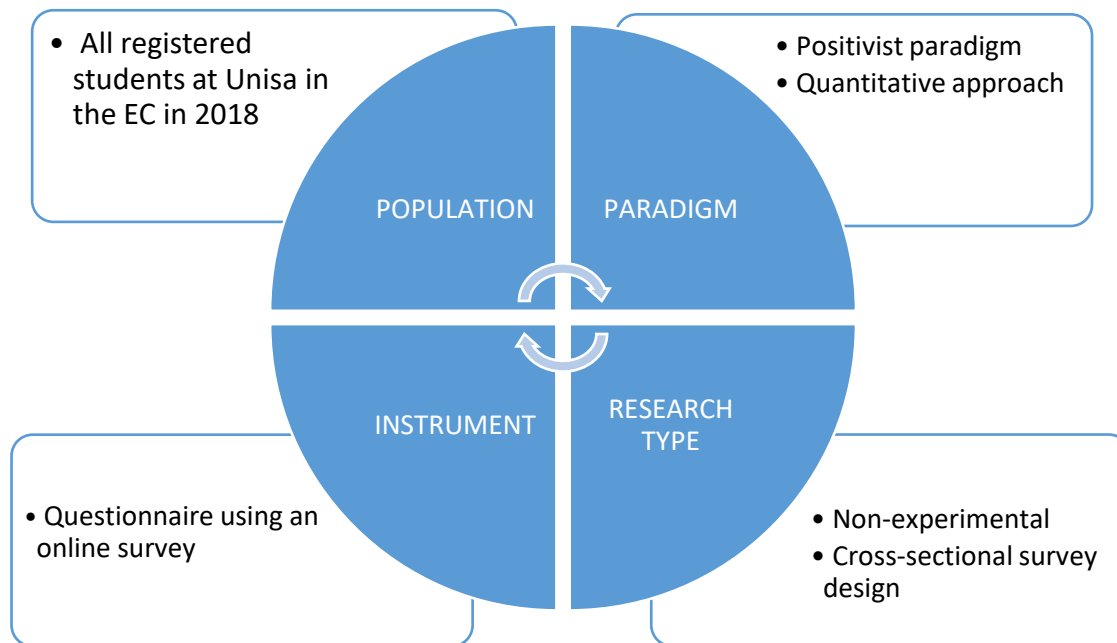 • All registered
students at Unisa in
the EC in 2018
• Positivist paradigm
• Quantitative approach
POPULATION
PARADIGM
INSTRUMENT
RESEARCH
TYPE
• Questionnaire using an
online survey
• Non-experimental
• Cross-sectional survey
design